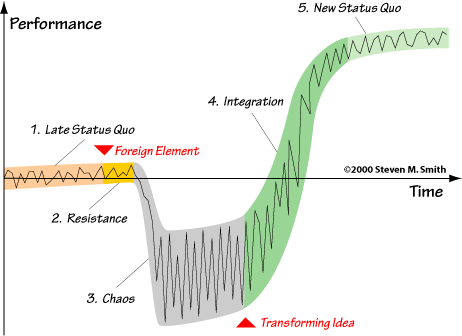 Performance
5. New Status Quo
4. Integration
1. Late Status Quo
Foreign Element
©2000 Steven M. Smith
Time
2. Resistance
3. Chaos
Transforming Idea